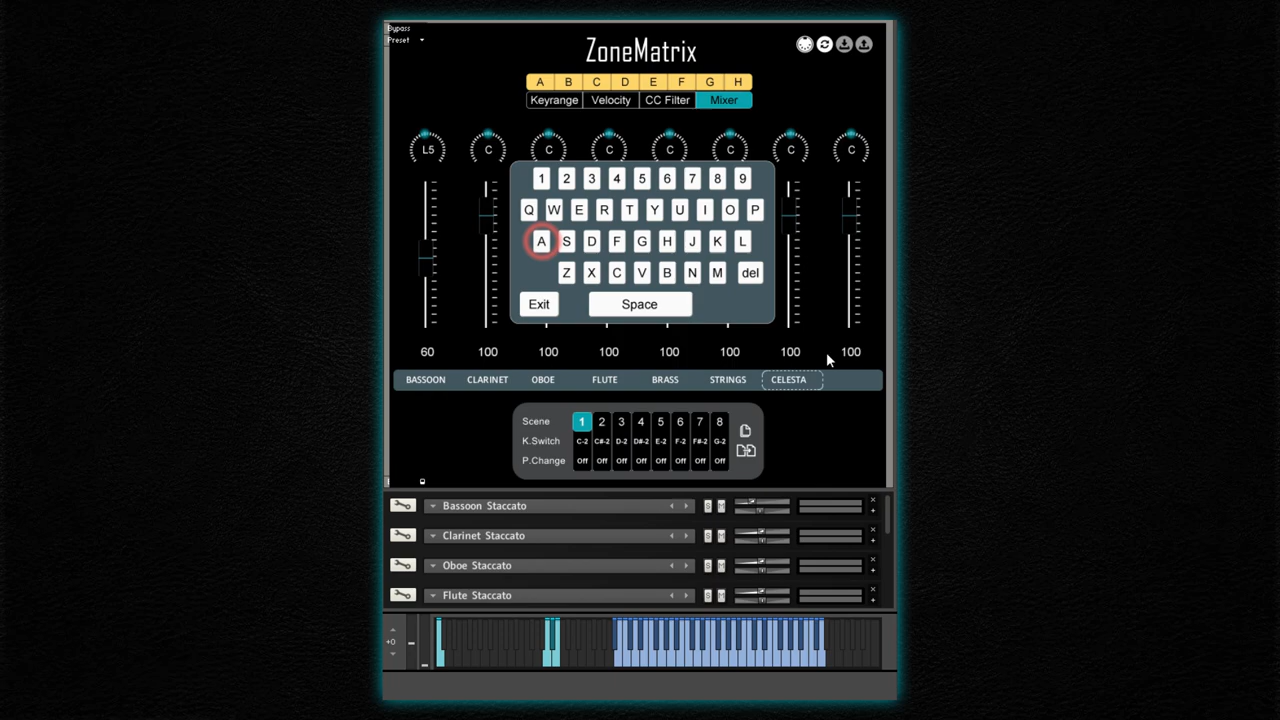 Bypass
Preset
ZoneMatrix
A B C D E F G H
Keyrange Velocity CC Filter Mixer
L5 C C C C C C C
1 2 3 4 5 6 7 8 9
Q W E R T Y U I O P
A S D F G H J K L
Z X C V B N M del
Exit Space
60 100 100 100 100 100 100 100
BASSOON CLARINET OBOE FLUTE BRASS STRINGS CELESTA
Scene 1 2 3 4 5 6 7 8
K.Switch C-2 C#-2 D-2 D#-2 E-2 F-2 F#-2 G-2
P.Change Off Off Off Off Off Off Off Off
Bassoon Staccato S M
Clarinet Staccato S M
Oboe Staccato S M
Flute Staccato S M
+0